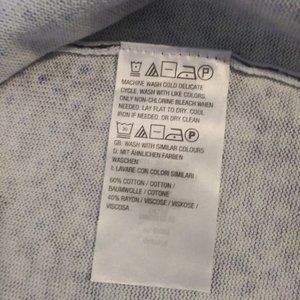 MACHINE WASH COLD DELICATE
CYCLE. WASH WITH LIKE COLORS.
ONLY NON-CHLORINE BLEACH WHEN
NEEDED. LAY FLAT TO DRY. COOL
IRON IF NEEDED. OR DRY CLEAN
GB. WASH WITH SIMILAR COLOURS
D. MIT ÄHNLICHEN FARBEN
WASCHEN
I. LAVARE CON COLORI SIMILARI
60% COTTON / COTON /
BAUMWOLLE / COTONE
40% RAYON / VISCOSE / VISKOSE /
VISCOSA